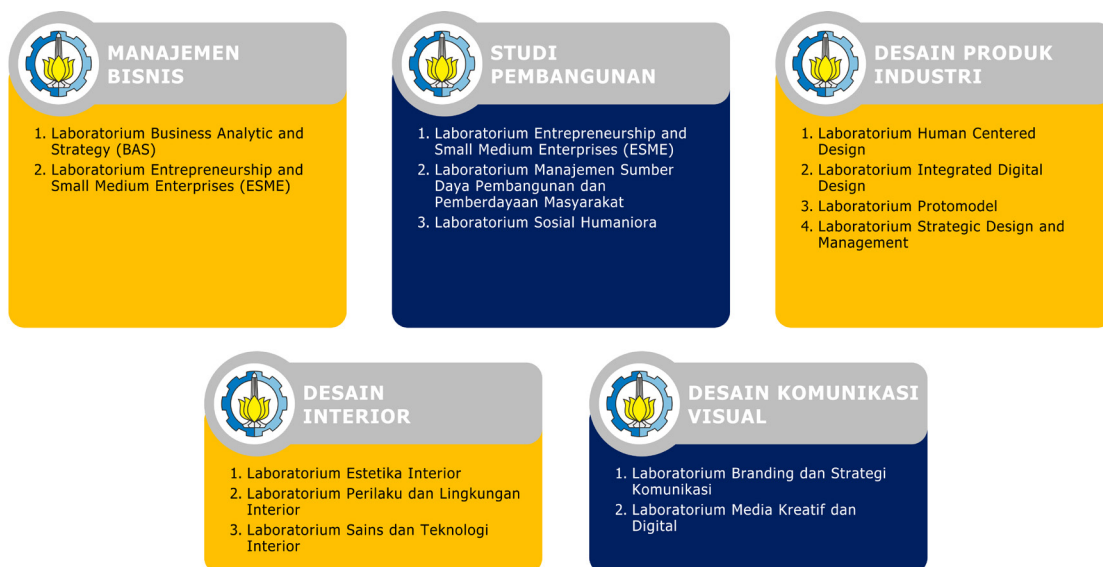 MANAJEMEN
BISNIS
1. Laboratorium Business Analytic and
Strategy (BAS)
2. Laboratorium Entrepreneurship and
Small Medium Enterprises (ESME)
STUDI
PEMBANGUNAN
1. Laboratorium Entrepreneurship and
Small Medium Enterprises (ESME)
2. Laboratorium Manajemen Sumber
Daya Pembangunan dan
Pemberdayaan Masyarakat
3. Laboratorium Sosial Humaniora
DESAIN PRODUK
INDUSTRI
1. Laboratorium Human Centered
Design
2. Laboratorium Integrated Digital
Design
3. Laboratorium Protomodel
4. Laboratorium Strategic Design and
Management
DESAIN
INTERIOR
1. Laboratorium Estetika Interior
2. Laboratorium Perilaku dan Lingkungan
Interior
3. Laboratorium Sains dan Teknologi
Interior
DESAIN KOMUNIKASI
VISUAL
1. Laboratorium Branding dan Strategi
Komunikasi
2. Laboratorium Media Kreatif dan
Digital